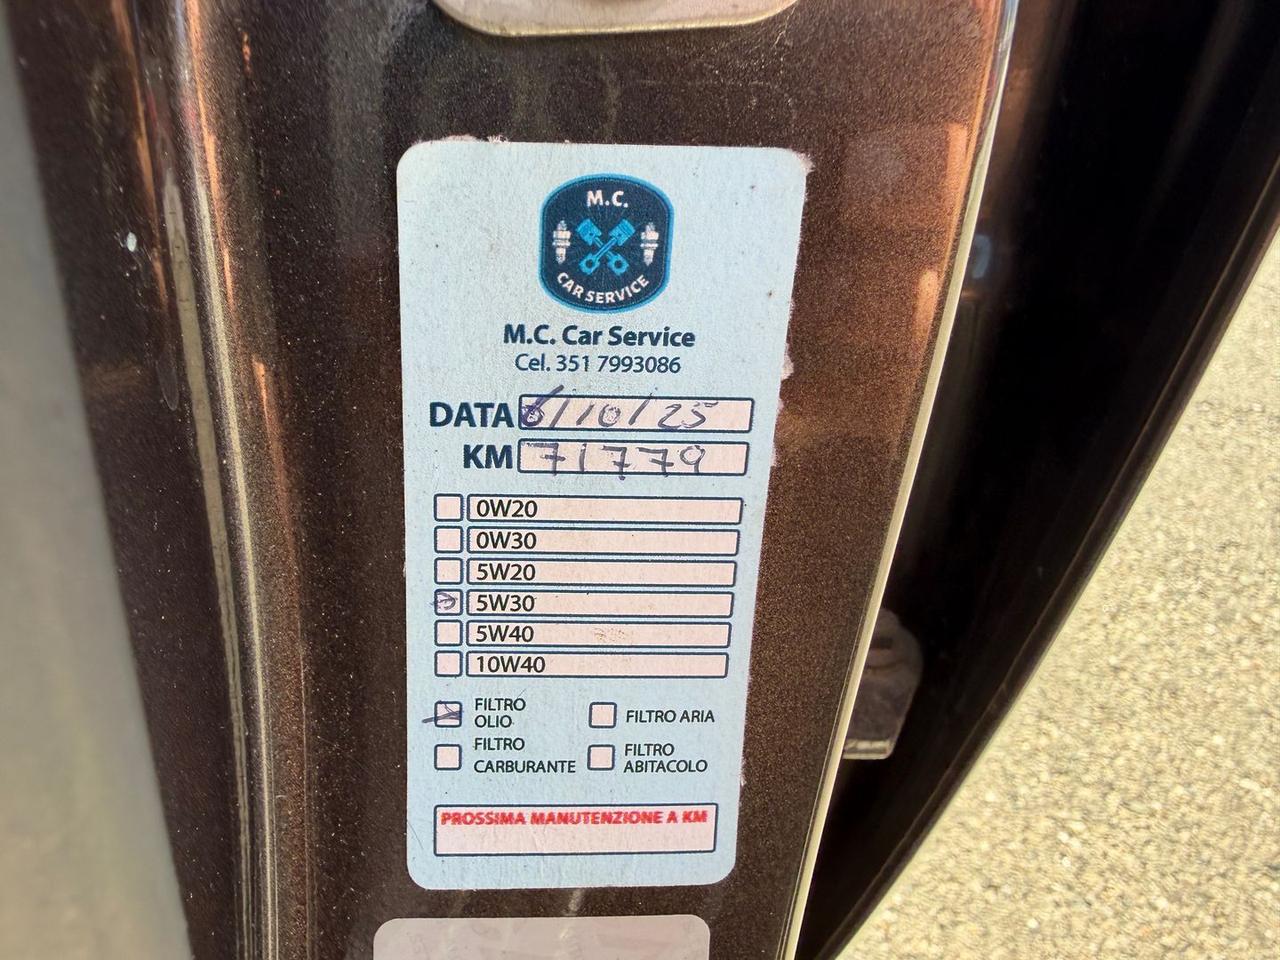 M.C.
CAR SERVICE
M.C. Car Service
Cel. 351 7993086
DATA 6/10/25
KM 71779
0W20
0W30
5W20
5W30
5W40
10W40
FILTRO OLIO
FILTRO ARIA
FILTRO CARBURANTE
FILTRO ABITACOLO
PROSSIMA MANUTENZIONE A KM